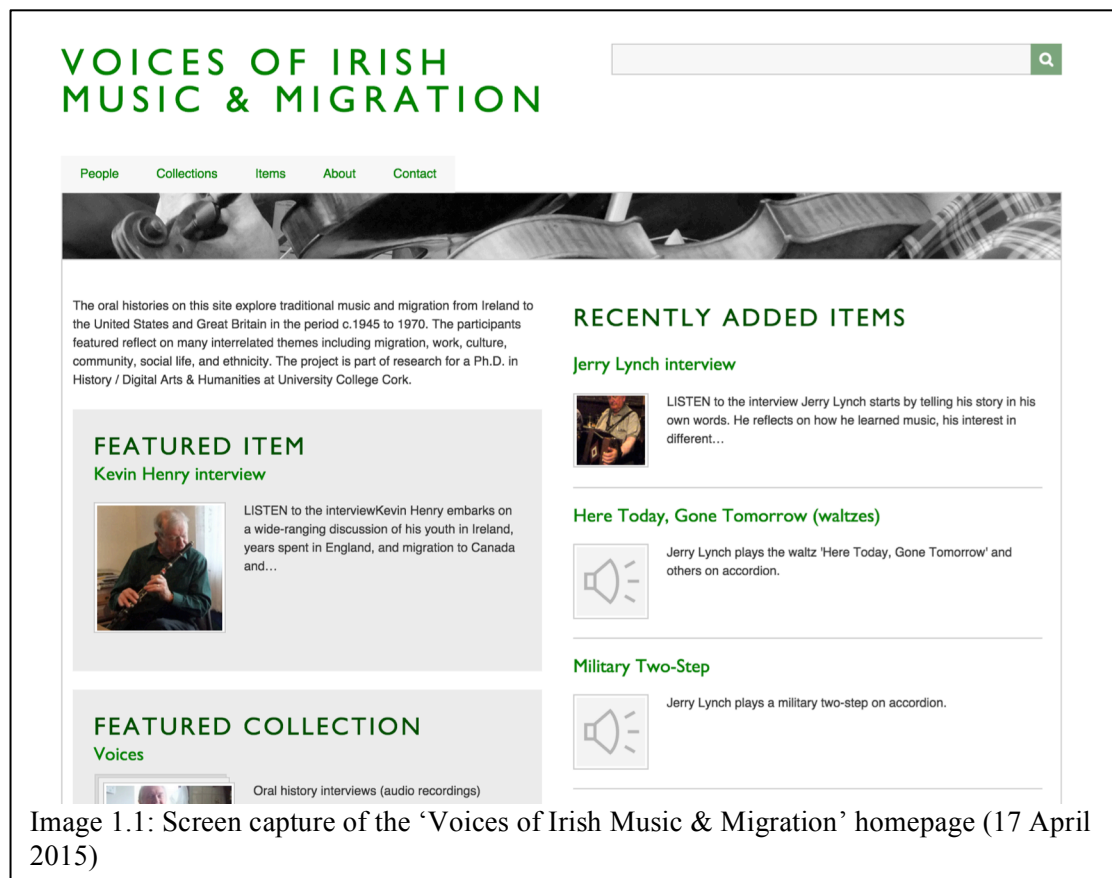 VOICES OF IRISH
MUSIC & MIGRATION
People Collections Items About Contact
The oral histories on this site explore traditional music and migration from Ireland to
the United States and Great Britain in the period c.1945 to 1970. The participants
featured reflect on many interrelated themes including migration, work, culture,
community, social life, and ethnicity. The project is part of research for a Ph.D. in
History / Digital Arts & Humanities at University College Cork.
FEATURED ITEM
Kevin Henry interview
LISTEN to the interviewKevin Henry embarks on
a wide-ranging discussion of his youth in Ireland,
years spent in England, and migration to Canada
and…
FEATURED COLLECTION
Voices
Oral history interviews (audio recordings)
RECENTLY ADDED ITEMS
Jerry Lynch interview
LISTEN to the interview Jerry Lynch starts by telling his story in his
own words. He reflects on how he learned music, his interest in
different…
Here Today, Gone Tomorrow (waltzes)
Jerry Lynch plays the waltz 'Here Today, Gone Tomorrow' and
others on accordion.
Military Two-Step
Jerry Lynch plays a military two-step on accordion.
Image 1.1: Screen capture of the ‘Voices of Irish Music & Migration’ homepage (17 April
2015)